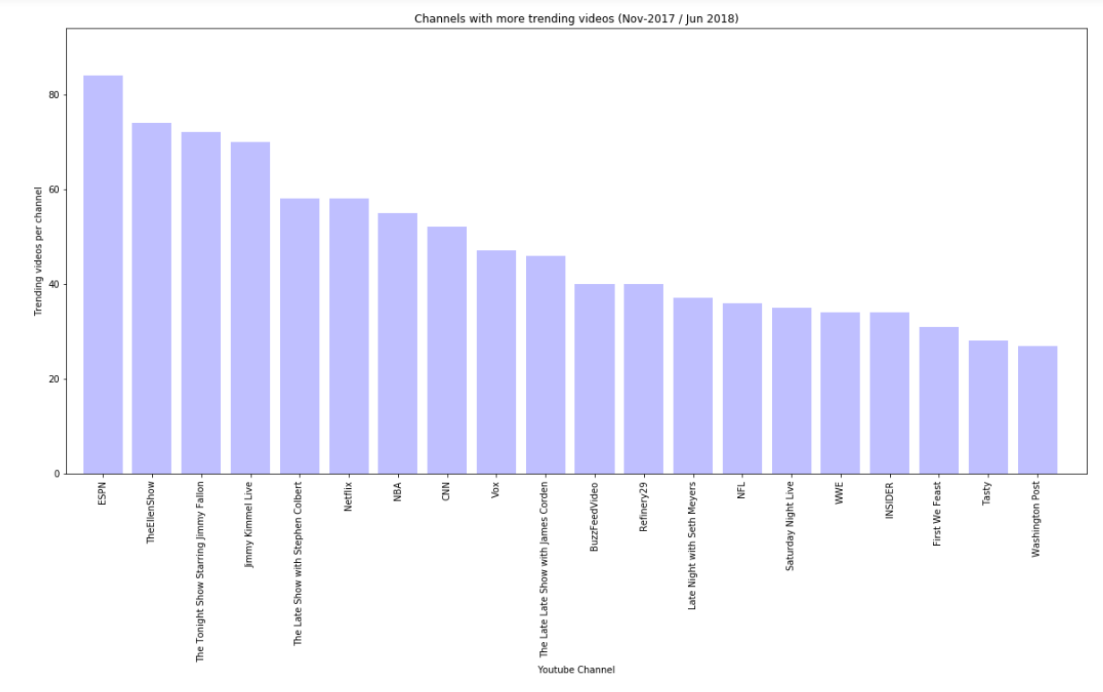 Channels with more trending videos (Nov-2017 / Jun 2018)
Trending videos per channel
80
60
40
20
0
ESPN
TheEllenShow
The Tonight Show Starring Jimmy Fallon
Jimmy Kimmel Live
The Late Show with Stephen Colbert
Netflix
NBA
CNN
Vox
The Late Late Show with James Corden
BuzzFeedVideo
Refinery29
Late Night with Seth Meyers
NFL
Saturday Night Live
WWE
INSIDER
First We Feast
Tasty
Washington Post
Youtube Channel